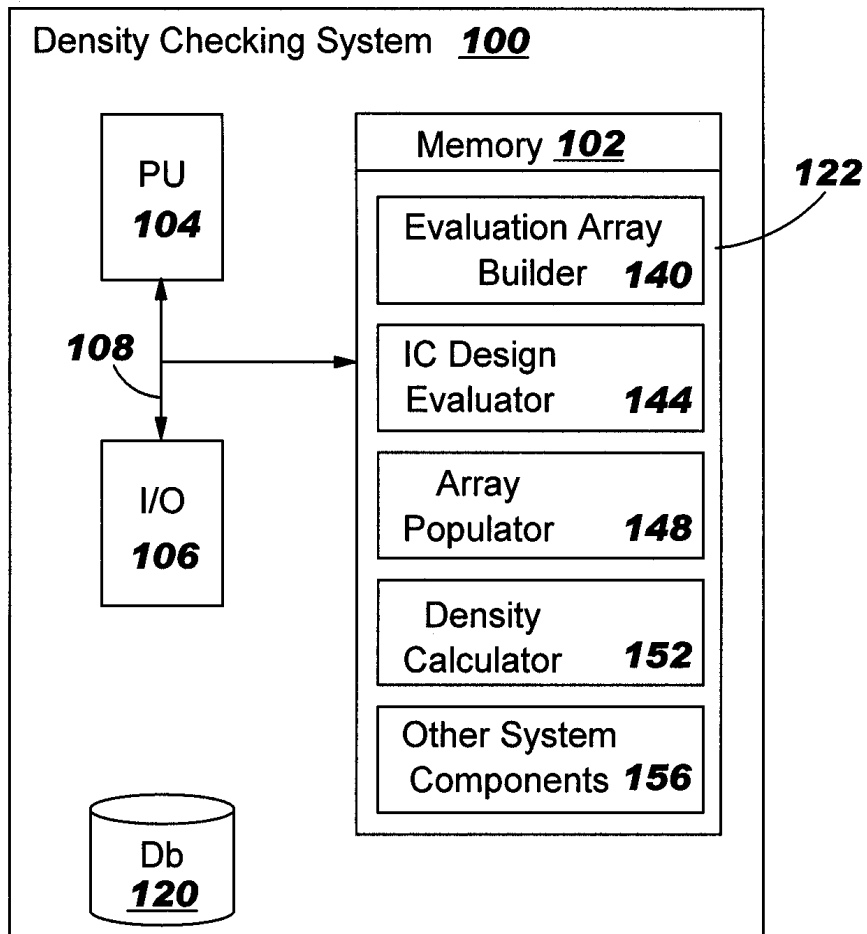 Density Checking System 100
PU
104
108
I/O
106
Db
120
Memory 102
122
Evaluation Array
Builder 140
IC Design
Evaluator 144
Array
Populator 148
Density
Calculator 152
Other System
Components 156